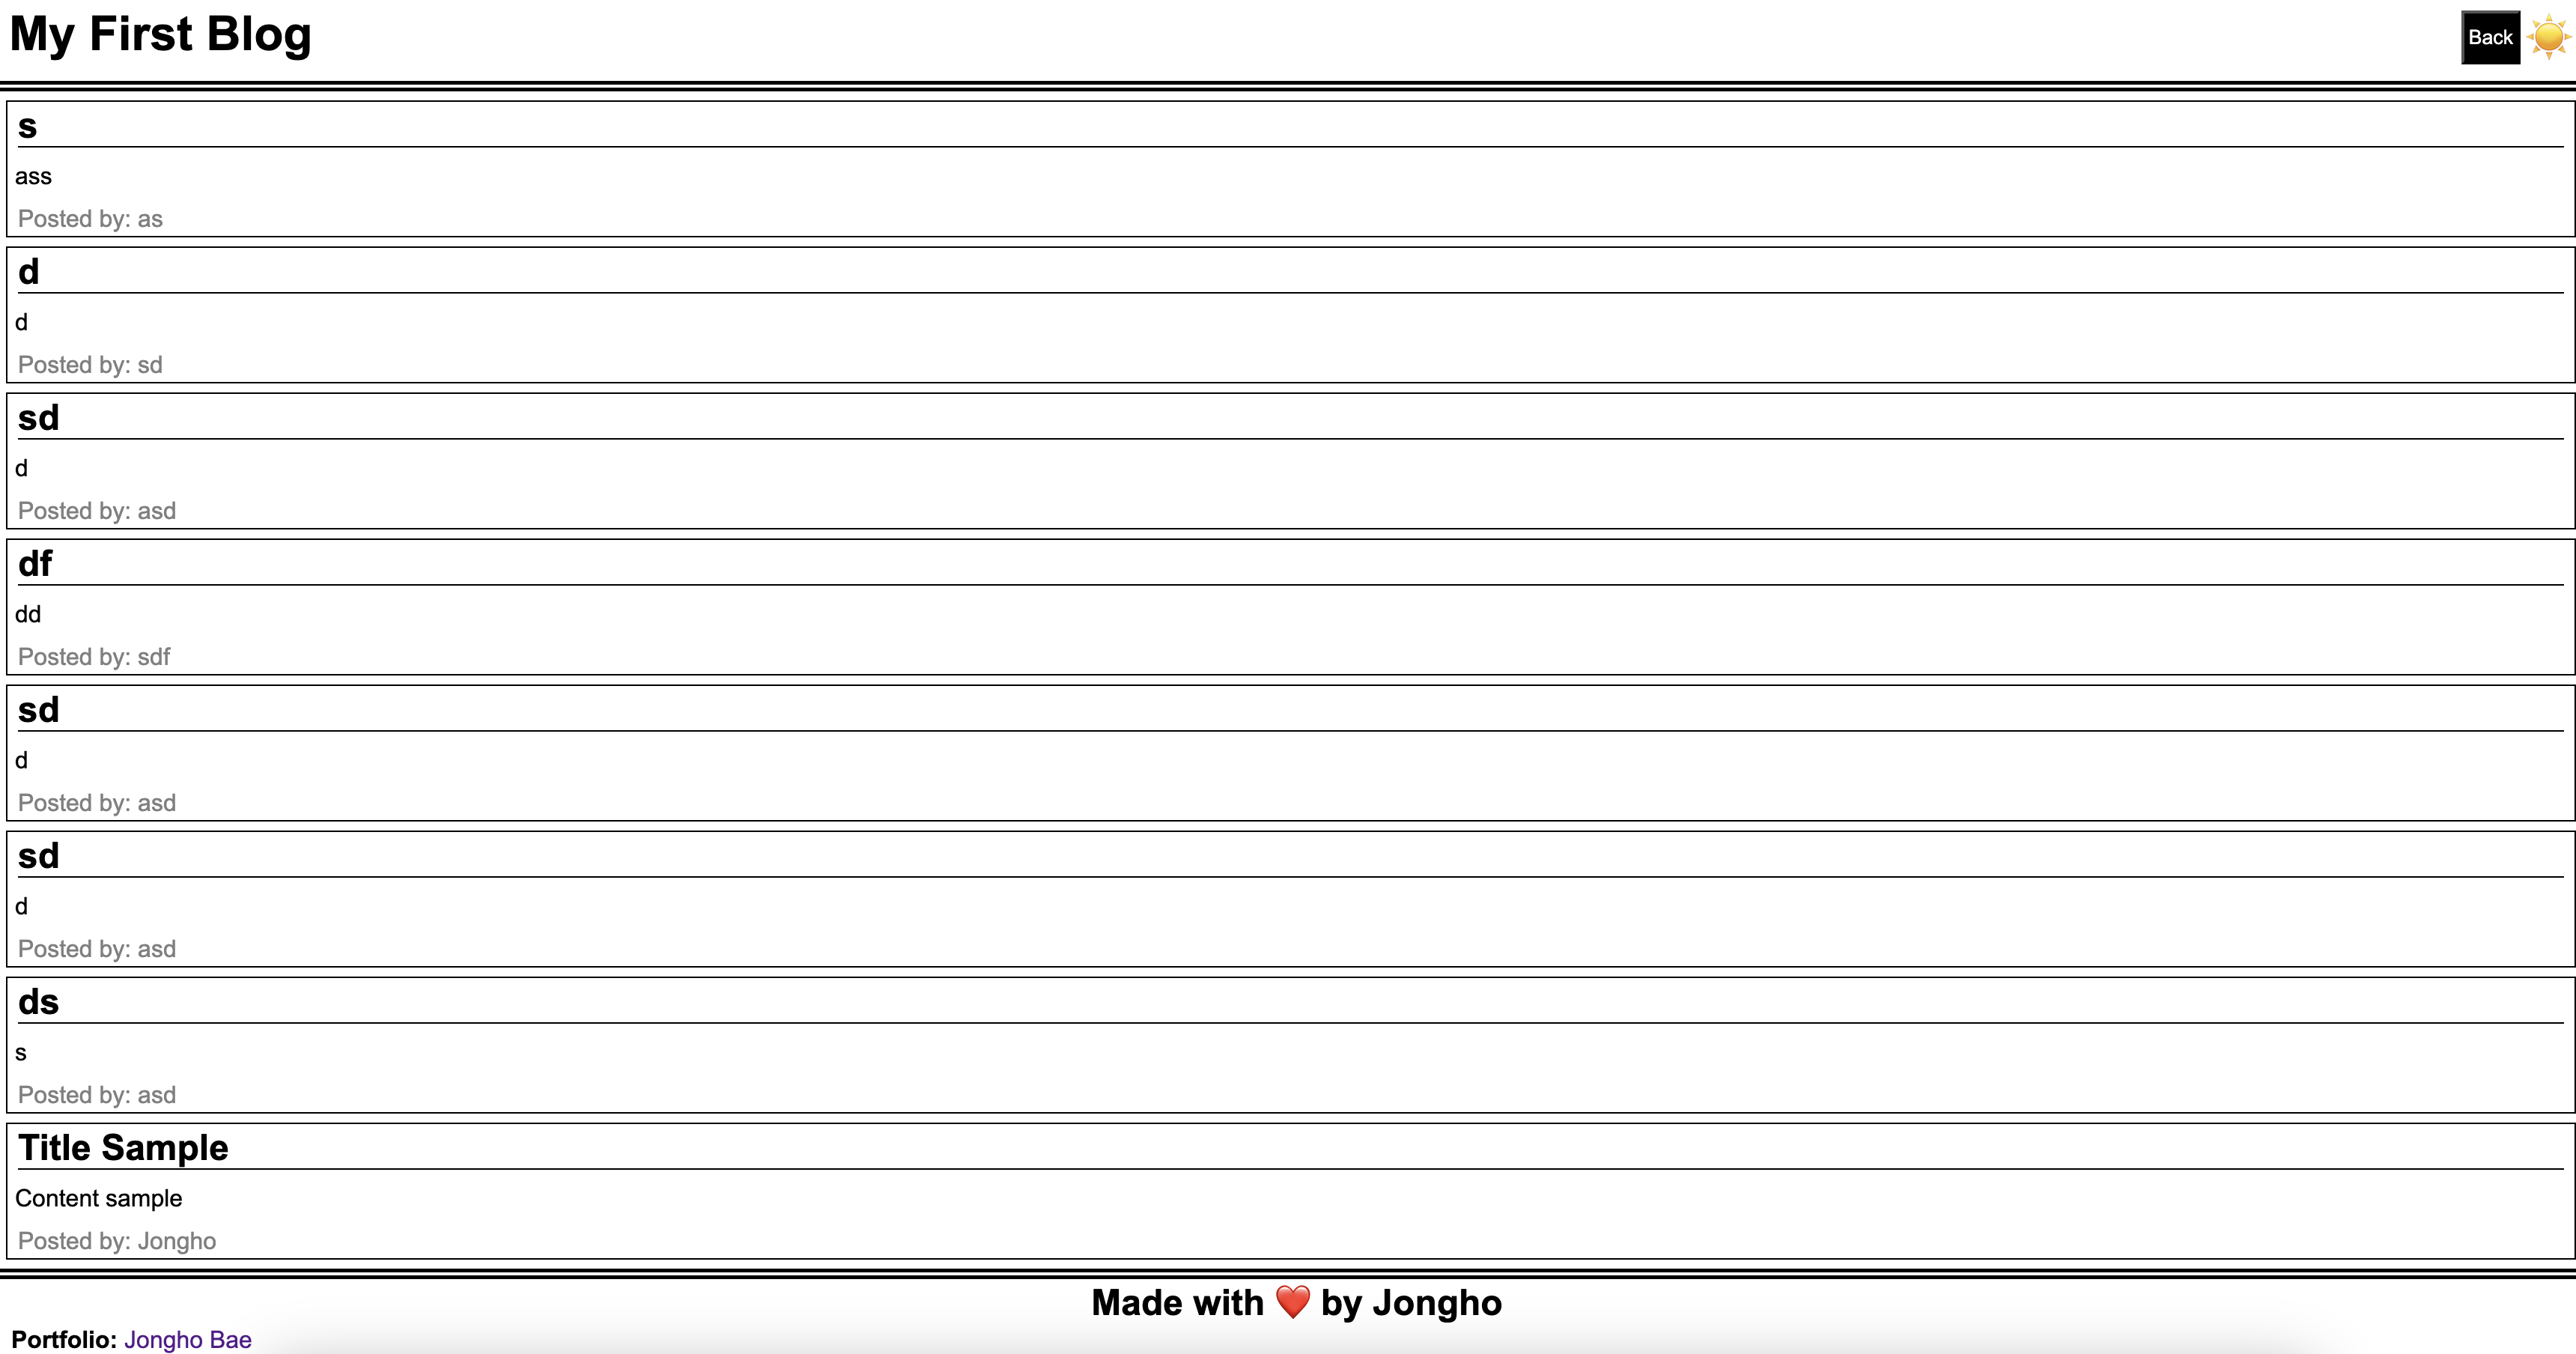 My First Blog
Back
s
ass
Posted by: as
d
d
Posted by: sd
sd
d
Posted by: asd
df
dd
Posted by: sdf
sd
d
Posted by: asd
sd
d
Posted by: asd
ds
s
Posted by: asd
Title Sample
Content sample
Posted by: Jongho
Made with ❤️ by Jongho
Portfolio: Jongho Bae